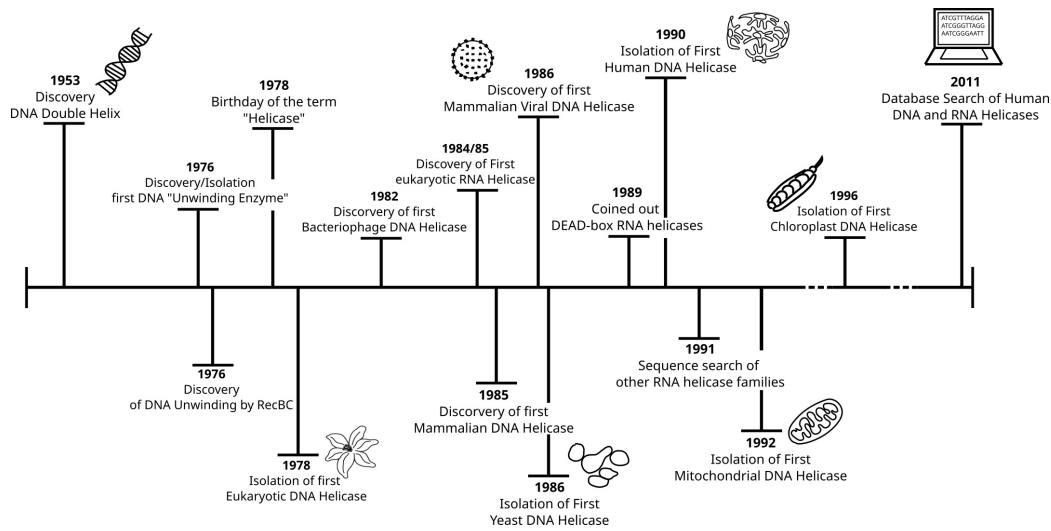 1953
Discovery
DNA Double Helix
1976
Discovery/Isolation
first DNA "Unwinding Enzyme"
1978
Birthday of the term
"Helicase"
1982
Discorvery of first
Bacteriophage DNA Helicase
1984/85
Discovery of First
eukaryotic RNA Helicase
1986
Discovery of first
Mammalian Viral DNA Helicase
1989
Coined out
DEAD-box RNA helicases
1990
Isolation of First
Human DNA Helicase
1996
Isolation of First
Chloroplast DNA Helicase
ATCGTTTAGGA
ATCGGGTTAGG
AATCGGGAATT
2011
Database Search of Human
DNA and RNA Helicases
1976
Discovery
of DNA Unwinding by RecBC
1978
Isolation of first
Eukaryotic DNA Helicase
1985
Discorvery of first
Mammalian DNA Helicase
1986
Isolation of First
Yeast DNA Helicase
1991
Sequence search of
other RNA helicase families
1992
Isolation of First
Mitochondrial DNA Helicase